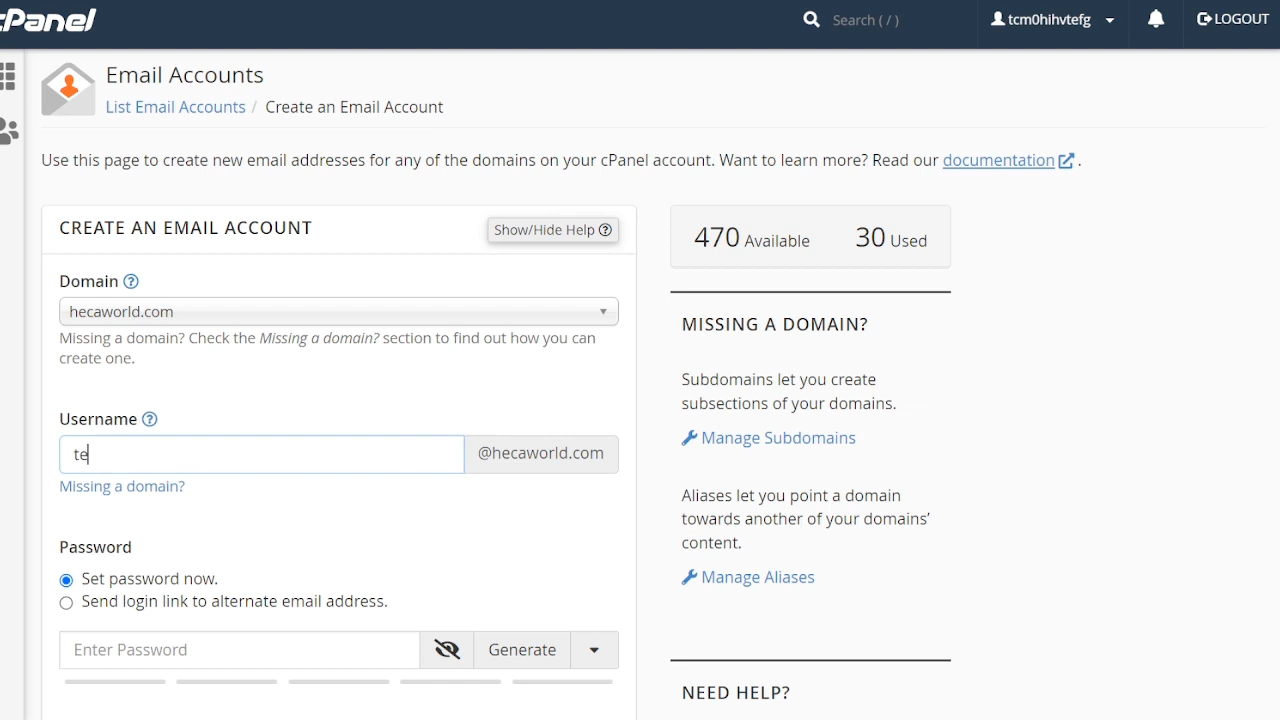 cPanel
Search ( / )
tcm0hihvtefg
LOGOUT
Email Accounts
List Email Accounts / Create an Email Account
Use this page to create new email addresses for any of the domains on your cPanel account. Want to learn more? Read our documentation .
CREATE AN EMAIL ACCOUNT
Show/Hide Help
470 Available
30 Used
Domain
hecaworld.com
Missing a domain? Check the Missing a domain? section to find out how you can
create one.
Username
te
@hecaworld.com
Missing a domain?
Password
Set password now.
Send login link to alternate email address.
Enter Password
Generate
MISSING A DOMAIN?
Subdomains let you create
subsections of your domains.
Manage Subdomains
Aliases let you point a domain
towards another of your domains’
content.
Manage Aliases
NEED HELP?